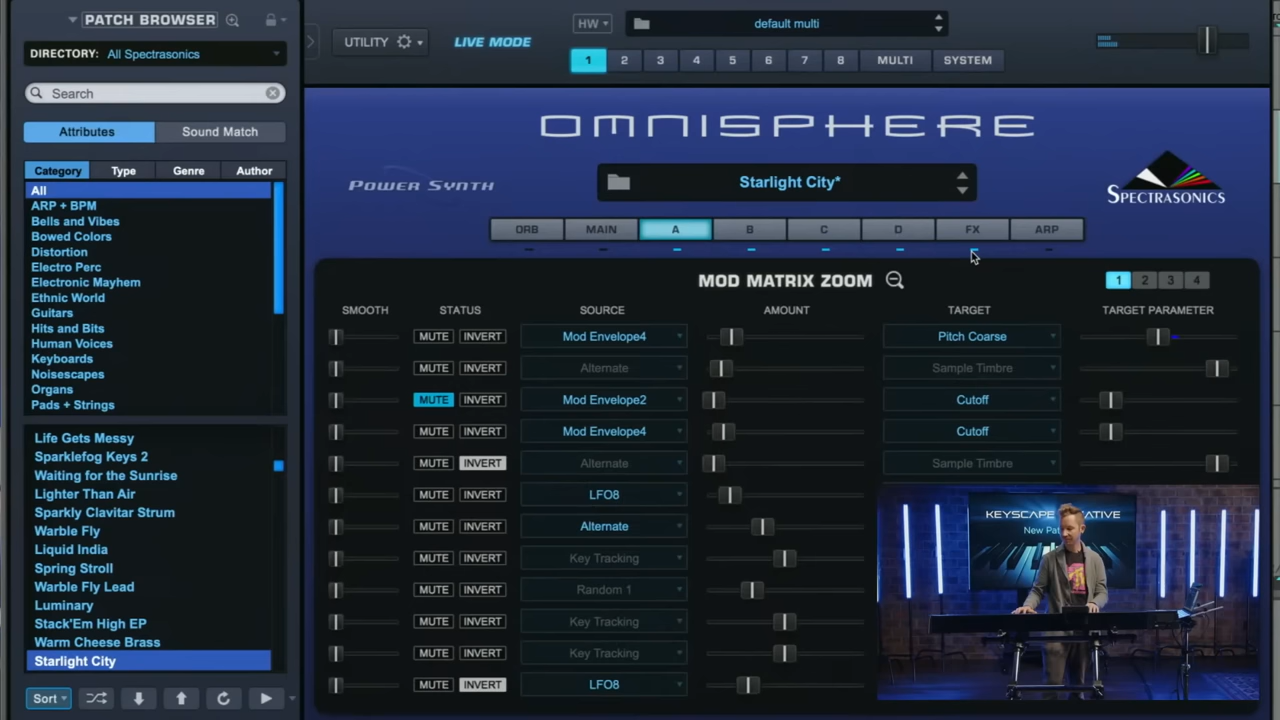 PATCH BROWSER
DIRECTORY: All Spectrasonics
Search
Attributes Sound Match
Category Type Genre Author
All
ARP + BPM
Bells and Vibes
Bowed Colors
Distortion
Electro Perc
Electronic Mayhem
Ethnic World
Guitars
Hits and Bits
Human Voices
Keyboards
Noisescapes
Organs
Pads + Strings
Life Gets Messy
Sparklefog Keys 2
Waiting for the Sunrise
Lighter Than Air
Sparkly Clavitar Strum
Warble Fly
Liquid India
Spring Stroll
Warble Fly Lead
Luminary
Stack'Em High EP
Warm Cheese Brass
Starlight City
Sort
UTILITY LIVE MODE HW default multi
1 2 3 4 5 6 7 8 MULTI SYSTEM
OMNISPHERE
POWER SYNTH Starlight City* SPECTRASONICS
ORB MAIN A B C D FX ARP
MOD MATRIX ZOOM 1 2 3 4
SMOOTH STATUS SOURCE AMOUNT TARGET TARGET PARAMETER
MUTE INVERT Mod Envelope4 Pitch Coarse
MUTE INVERT Alternate Sample Timbre
MUTE INVERT Mod Envelope2 Cutoff
MUTE INVERT Mod Envelope4 Cutoff
MUTE INVERT Alternate Sample Timbre
MUTE INVERT LFO8
MUTE INVERT Alternate
MUTE INVERT Key Tracking
MUTE INVERT Random 1
MUTE INVERT Key Tracking
MUTE INVERT Key Tracking
MUTE INVERT LFO8
KEYSCAPE
New